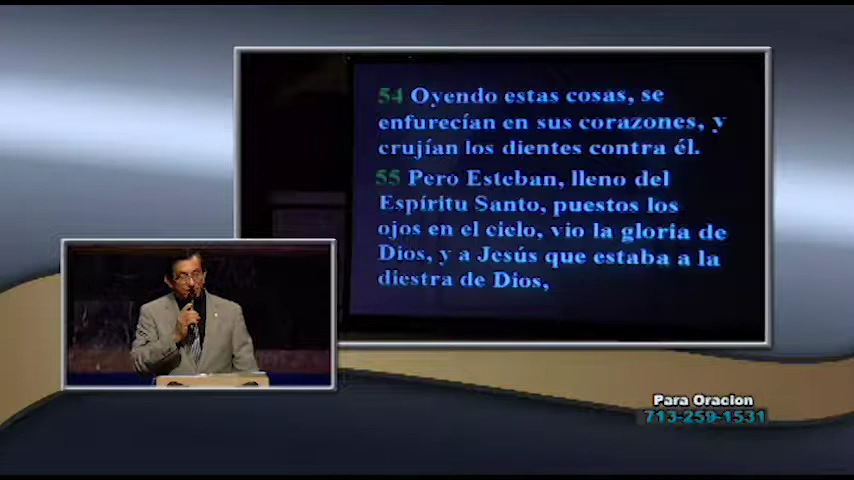 54 Oyendo estas cosas, se
enfurecían en sus corazones, y
crujían los dientes contra él.
55 Pero Esteban, lleno del
Espíritu Santo, puestos los
ojos en el cielo, vio la gloria de
Dios, y a Jesús que estaba a la
diestra de Dios,
Para Oracion
713-259-1531